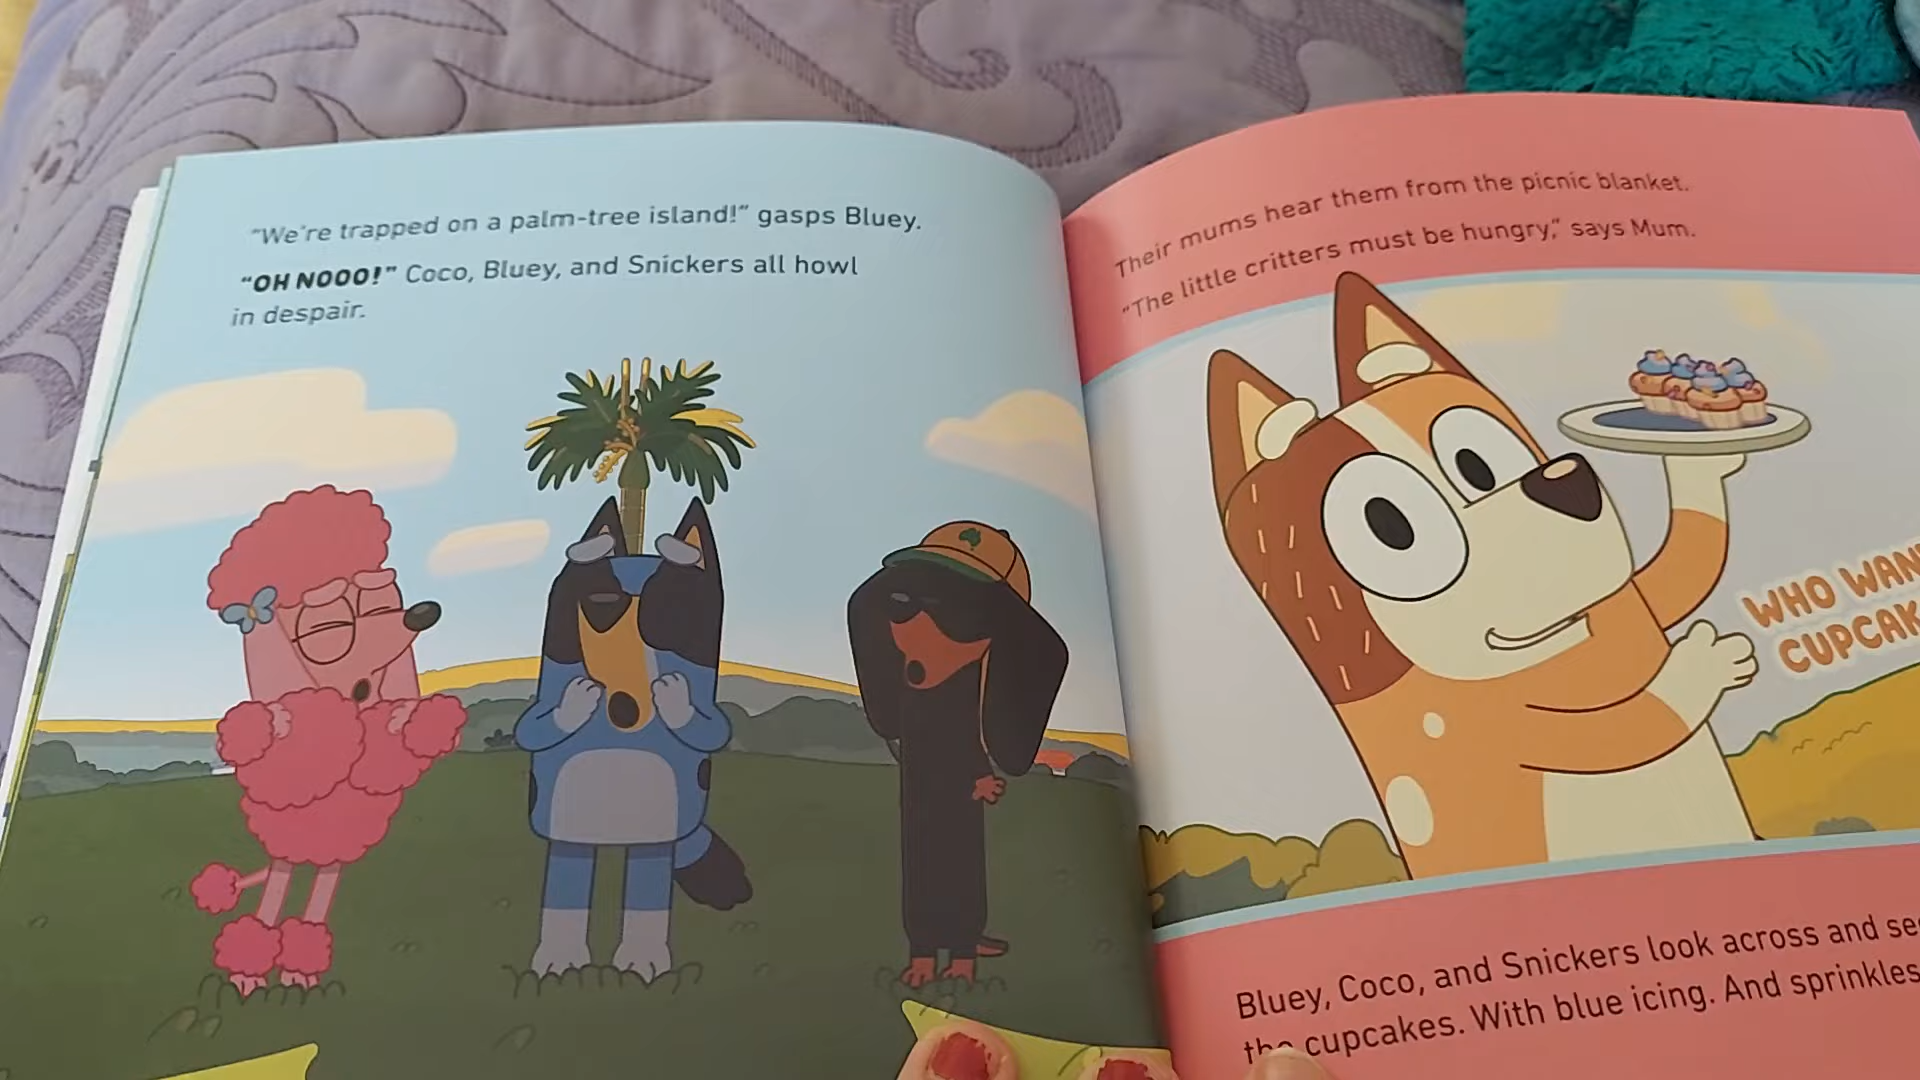 "We're trapped on a palm-tree island!" gasps Bluey.
"OH NOOO!" Coco, Bluey, and Snickers all howl
in despair.
Their mums hear them from the picnic blanket.
"The little critters must be hungry," says Mum.
WHO
CUPCAK
Bluey, Coco, and Snickers look across and
the cupcakes. With blue icing. And sprinkles